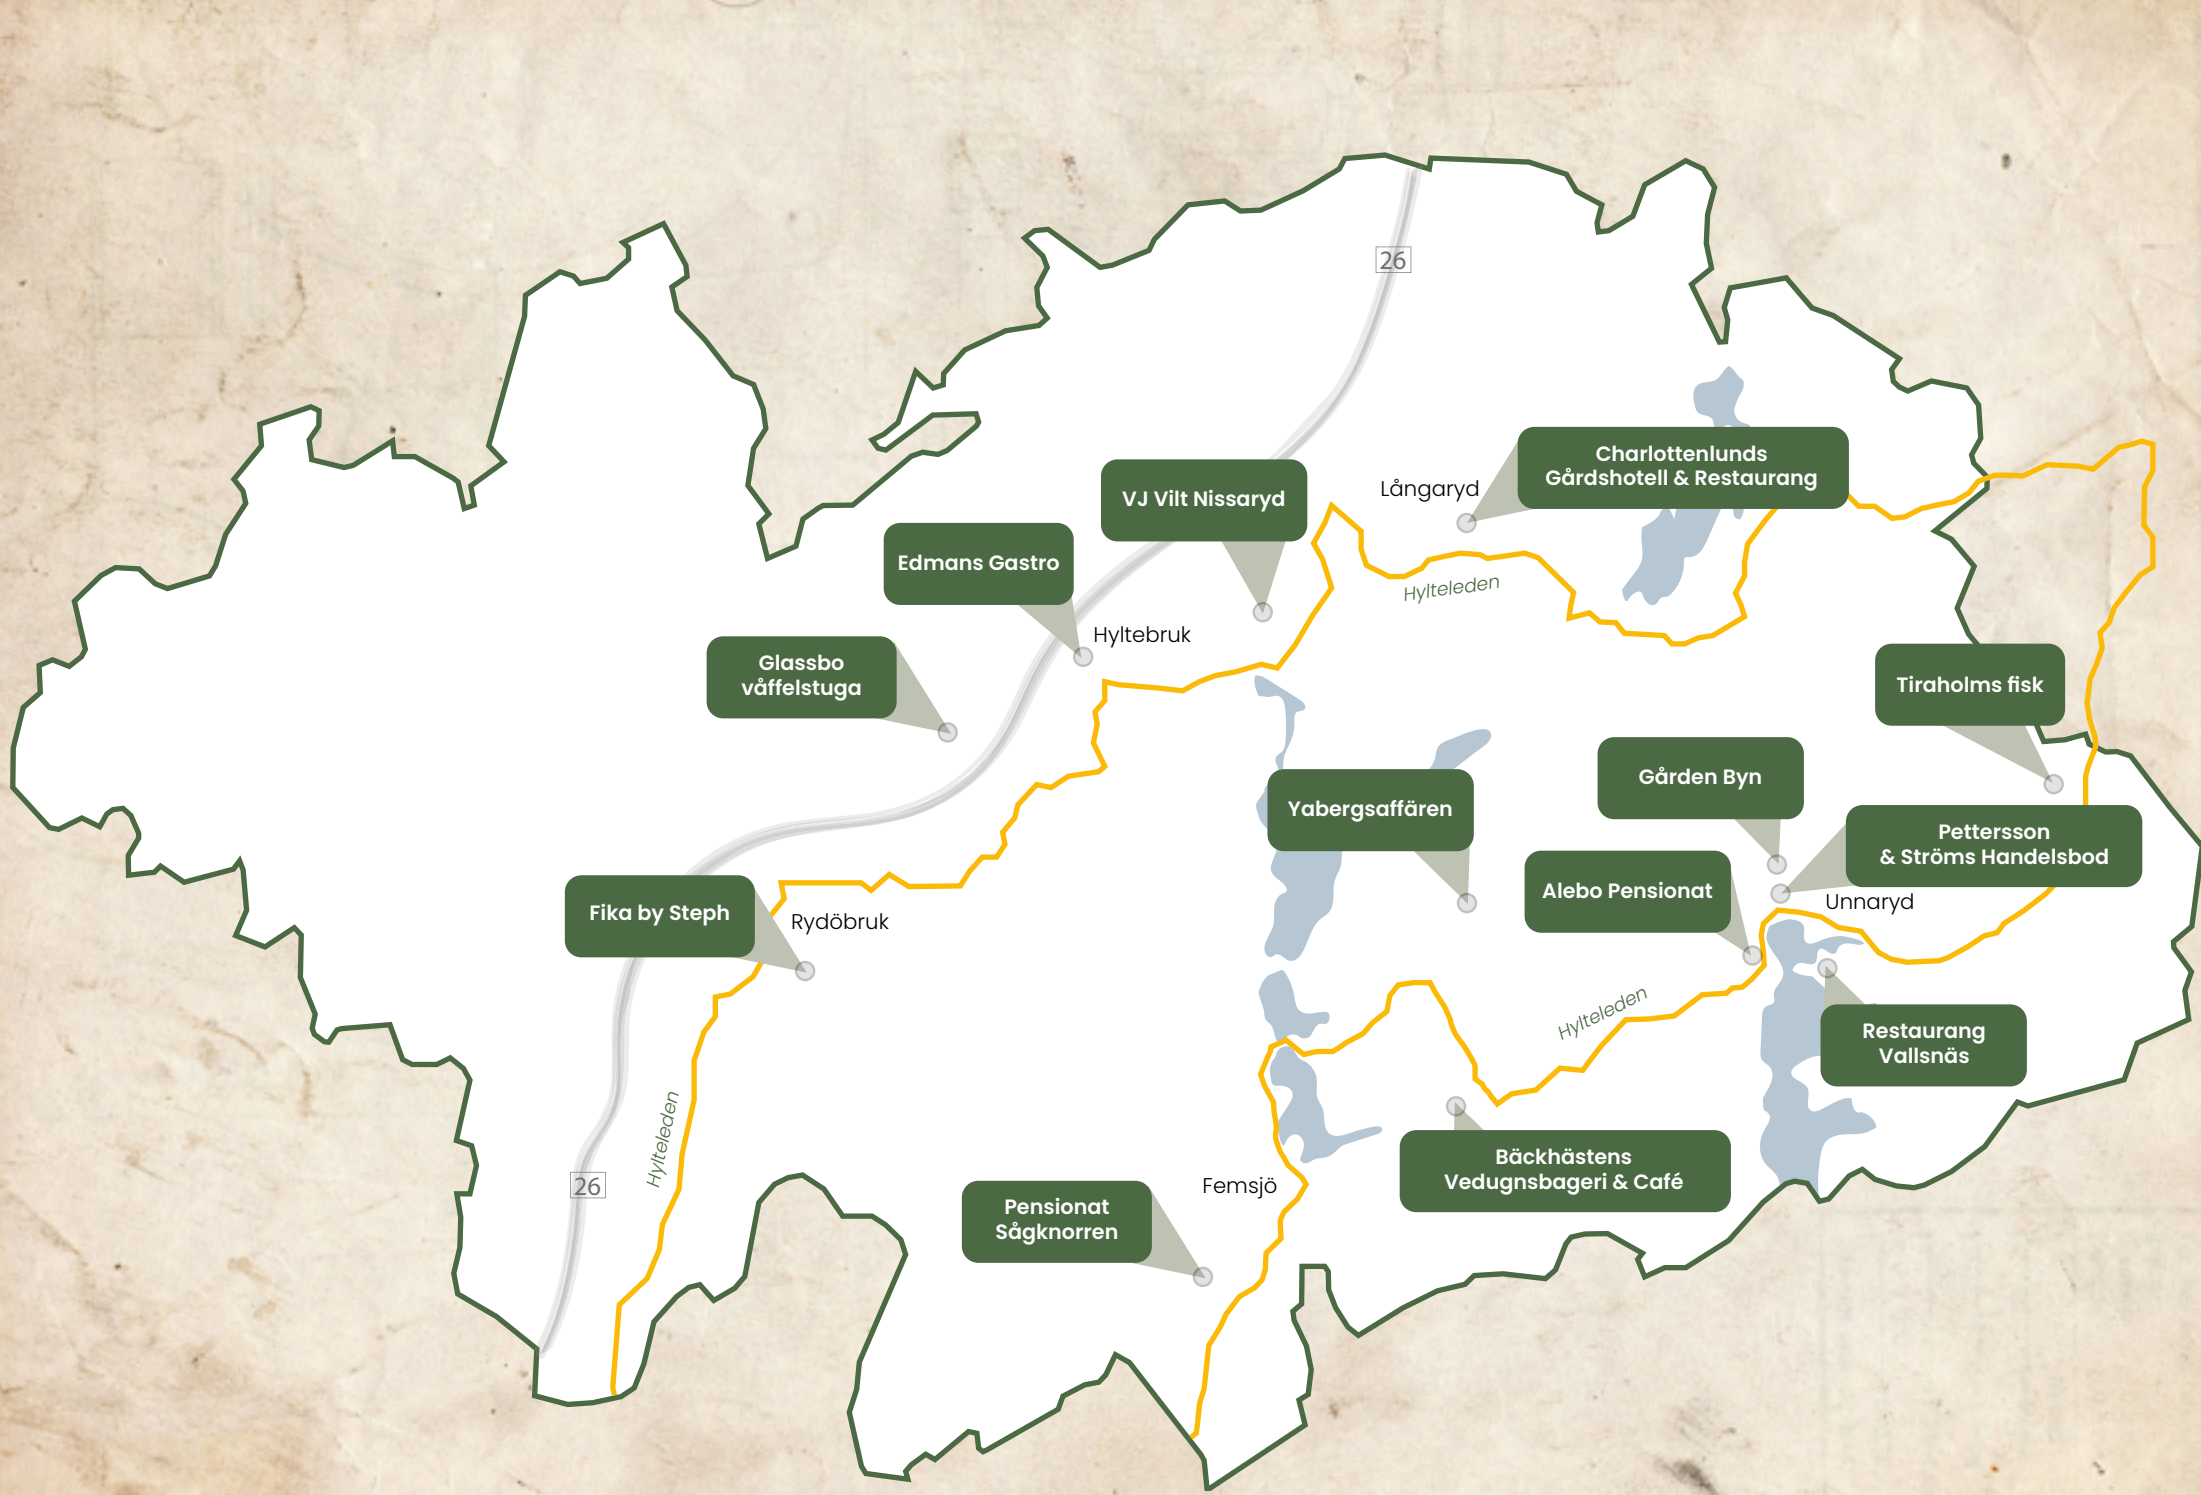 26
Charlottenlunds
Gårdshotell & Restaurang
Långaryd
VJ Vilt Nissaryd
Edmans Gastro
Hylteleden
Hyltebruk
Glassbo
våffelstuga
Tiraholms fisk
Gården Byn
Yabergsaffären
Pettersson
& Ströms Handelsbod
Alebo Pensionat
Unnaryd
Fika by Steph
Rydöbruk
Hylteleden
Restaurang
Vallsnäs
Hylteleden
Bäckhästens
Vedugnsbageri & Café
Femsjö
26
Pensionat
Sågknorren